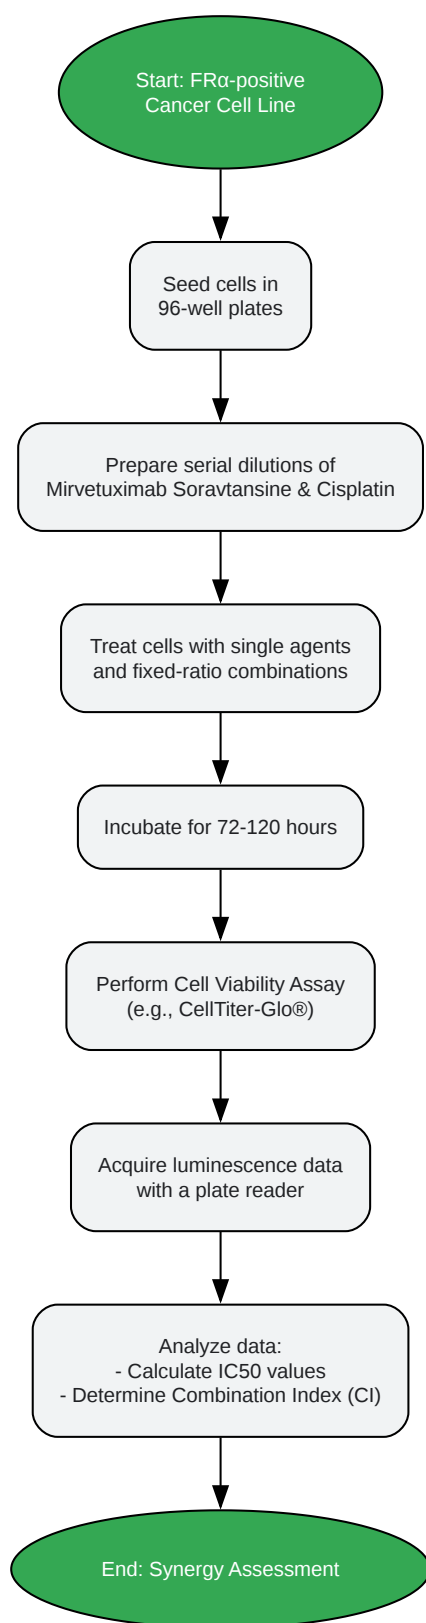 Start: FRα-positive
Cancer Cell Line
Seed cells in
96-well plates
Prepare serial dilutions of
Mirvetuximab Soravtansine & Cisplatin
Treat cells with single agents
and fixed-ratio combinations
Incubate for 72-120 hours
Perform Cell Viability Assay
(e.g., CellTiter-Glo®)
Acquire luminescence data
with a plate reader
Analyze data:
- Calculate IC50 values
- Determine Combination Index (CI)
End: Synergy Assessment